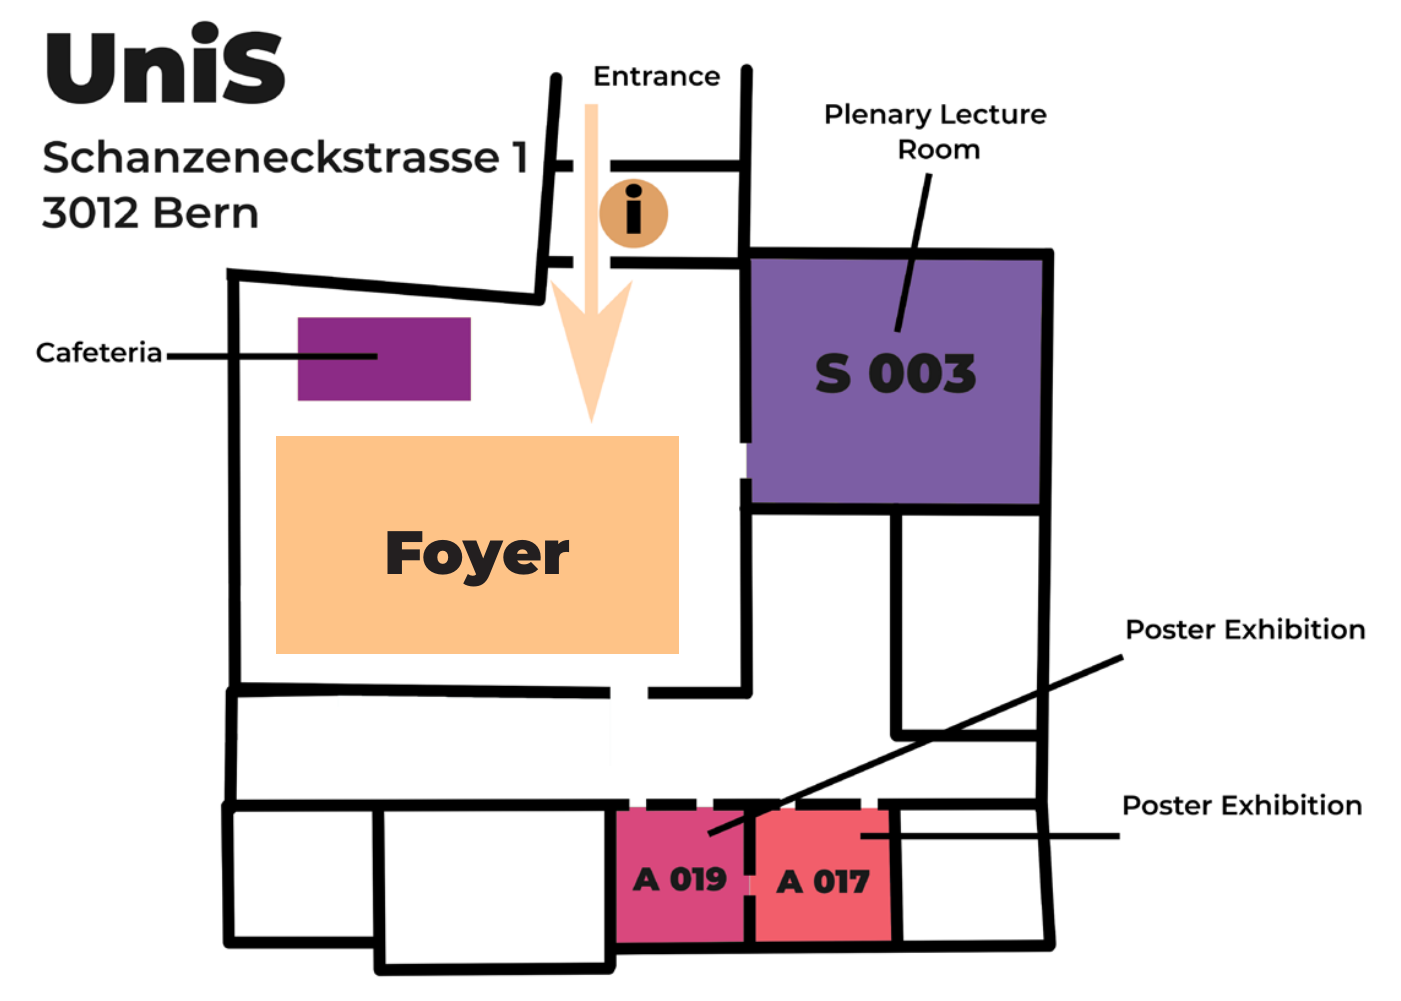 UniS
Schanzeneckstrasse 1
3012 Bern
Entrance
i
Plenary Lecture
Room
Cafeteria
S 003
Foyer
Poster Exhibition
Poster Exhibition
A 019
A 017